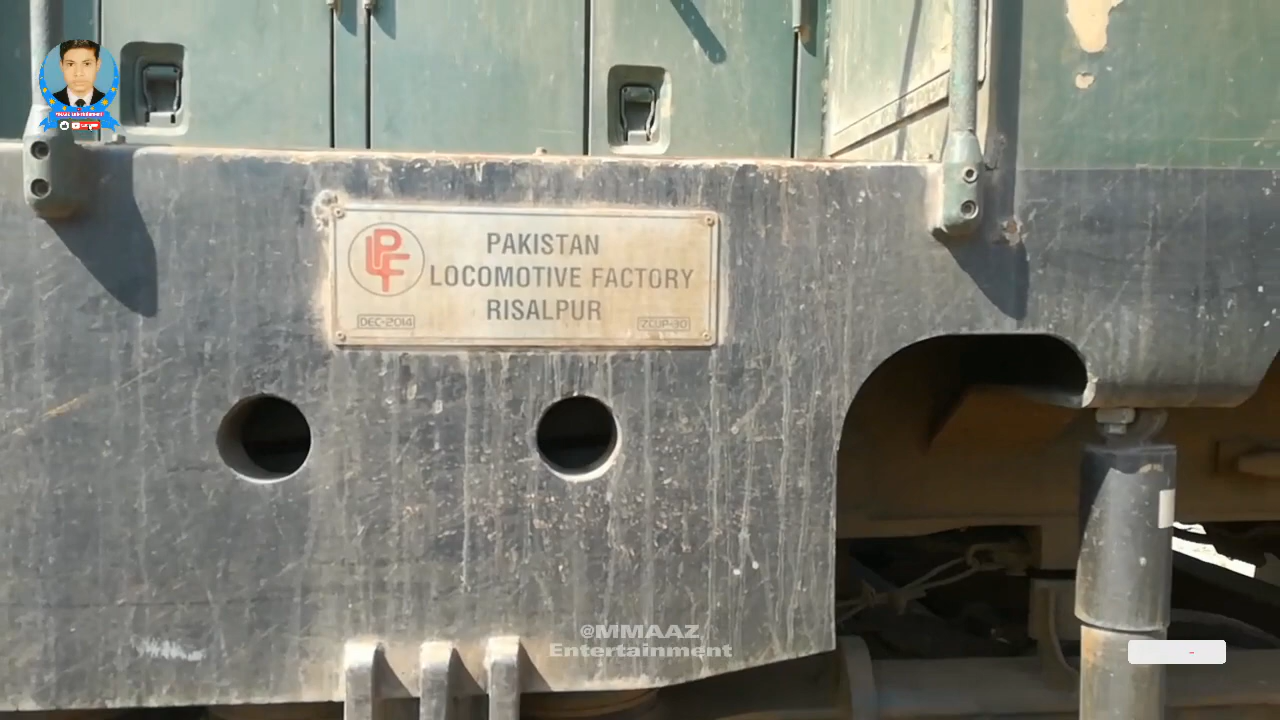 PAKISTAN
LOCOMOTIVE FACTORY
RISALPUR
PLF
DEC-2014
ZCUP-30
@MMAAZ
Entertainment